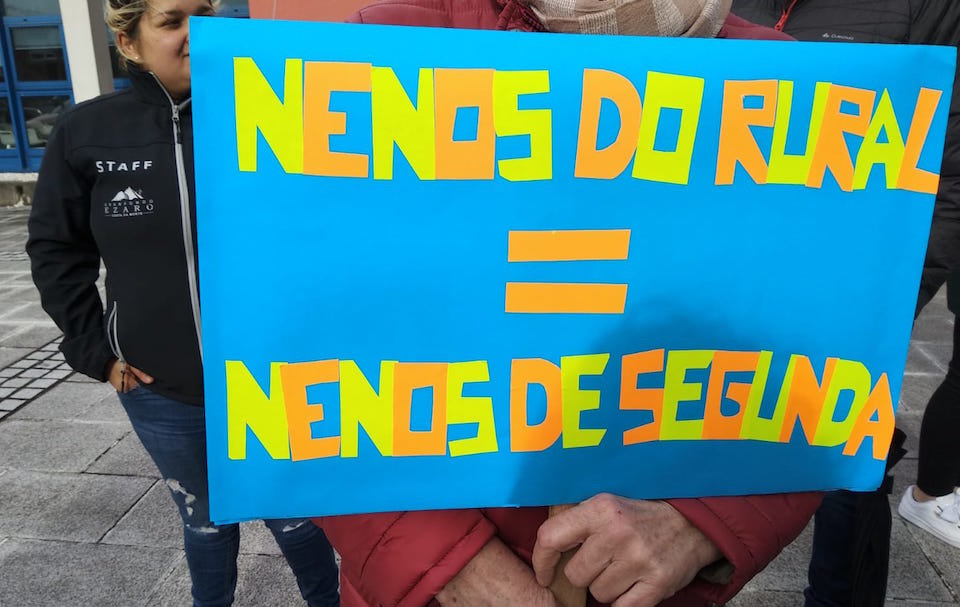 STAFF
EZARO
NENOS DO RURAL
=
NENOS DE SEGUNDA